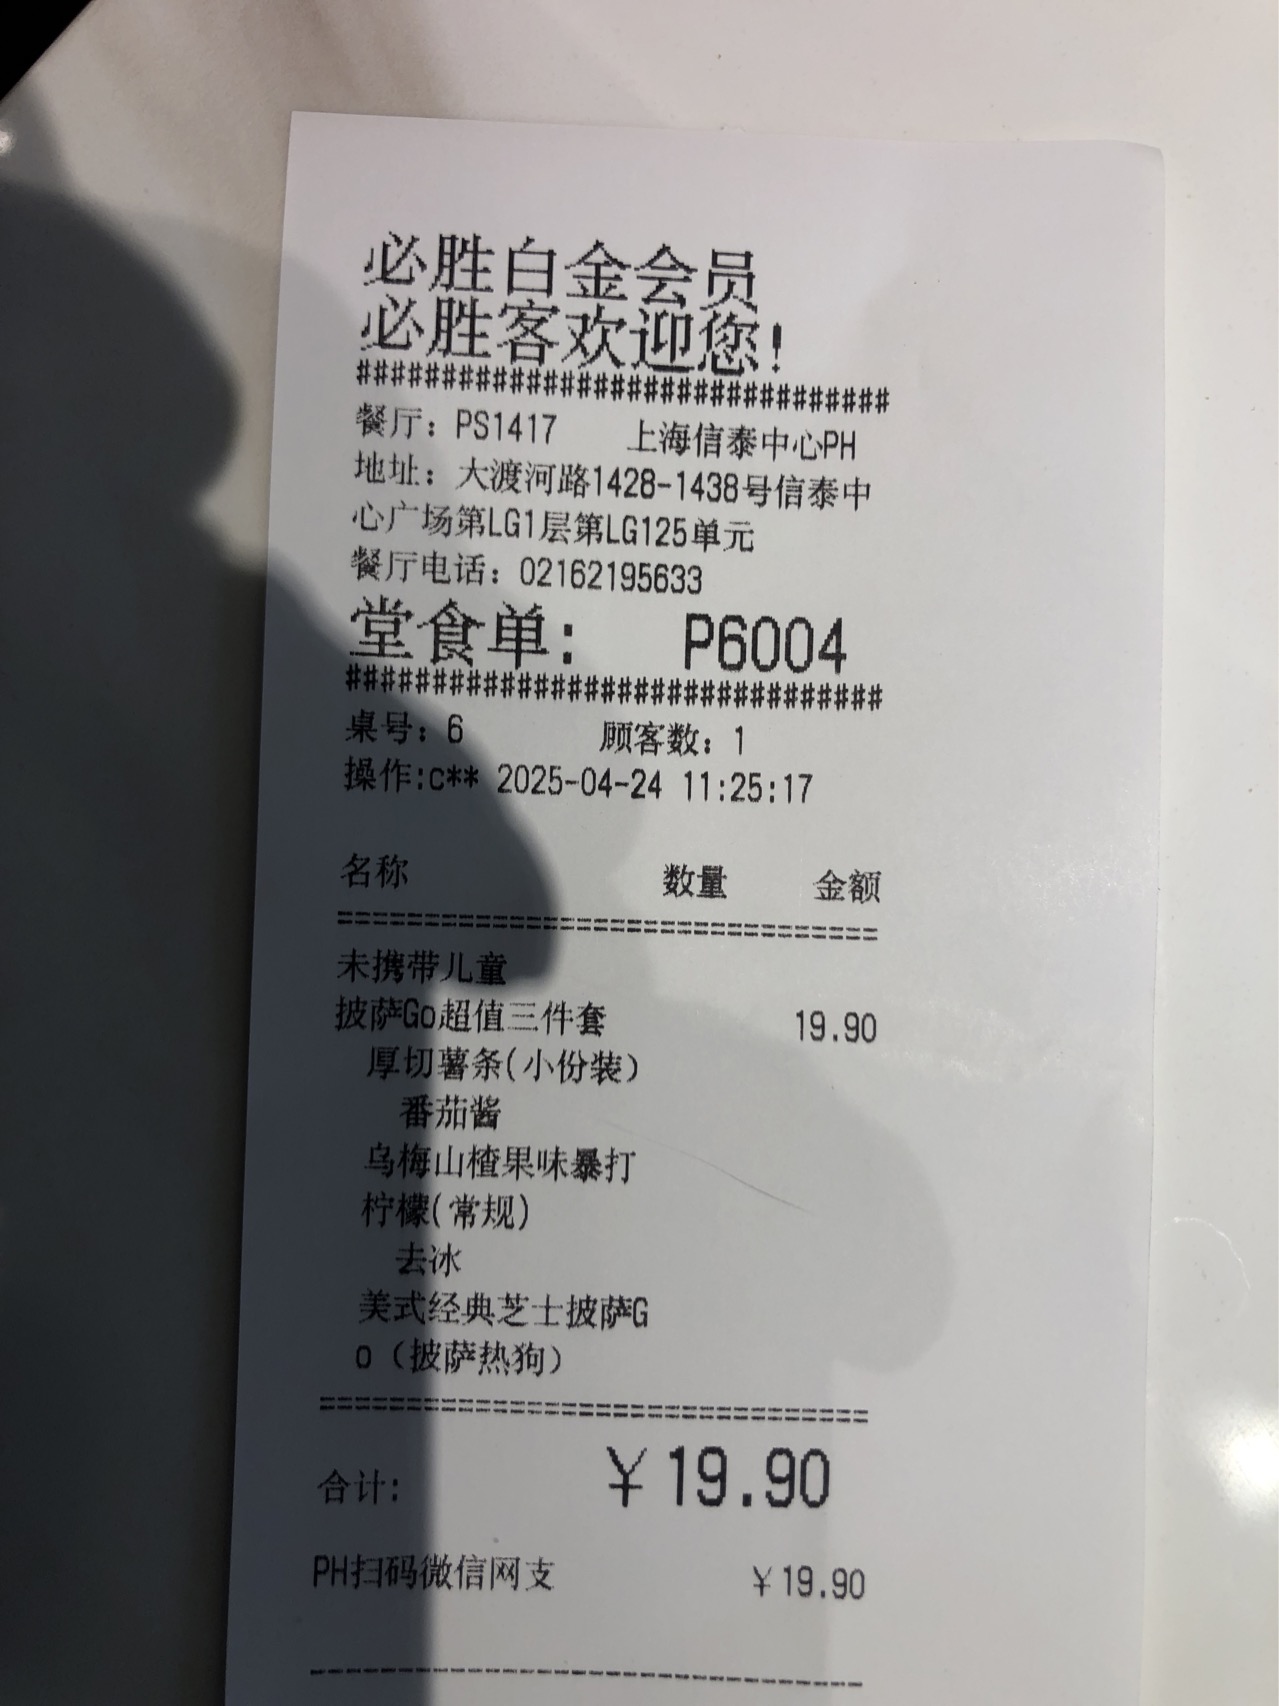 必胜白金会员
必胜客欢迎您!
################################
餐厅：PS1417 上海信泰中心PH
地址：大渡河路1428-1438号信泰中
心广场第LG1层第LG125单元
餐厅电话：02162195633
堂食单: P6004
################################
桌号：6 顾客数：1
操作:c** 2025-04-24 11:25:17
名称 数量 金额
================================
未携带儿童
披萨Go超值三件套 19.90
厚切薯条(小份装)
番茄酱
乌梅山楂果味暴打
柠檬(常规)
去冰
美式经典芝士披萨G
o（披萨热狗）
================================
合计: ￥19.90
PH扫码微信网支 ￥19.90
--------------------------------